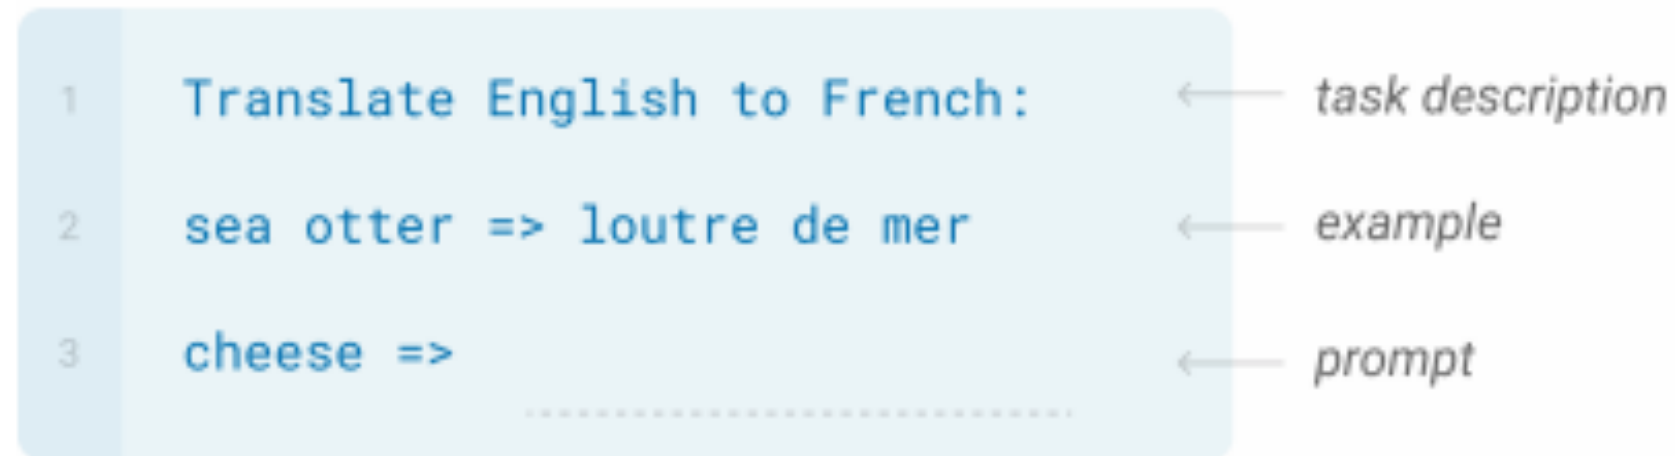 1 Translate English to French: ← task description
2 sea otter => loutre de mer ← example
3 cheese => ← prompt